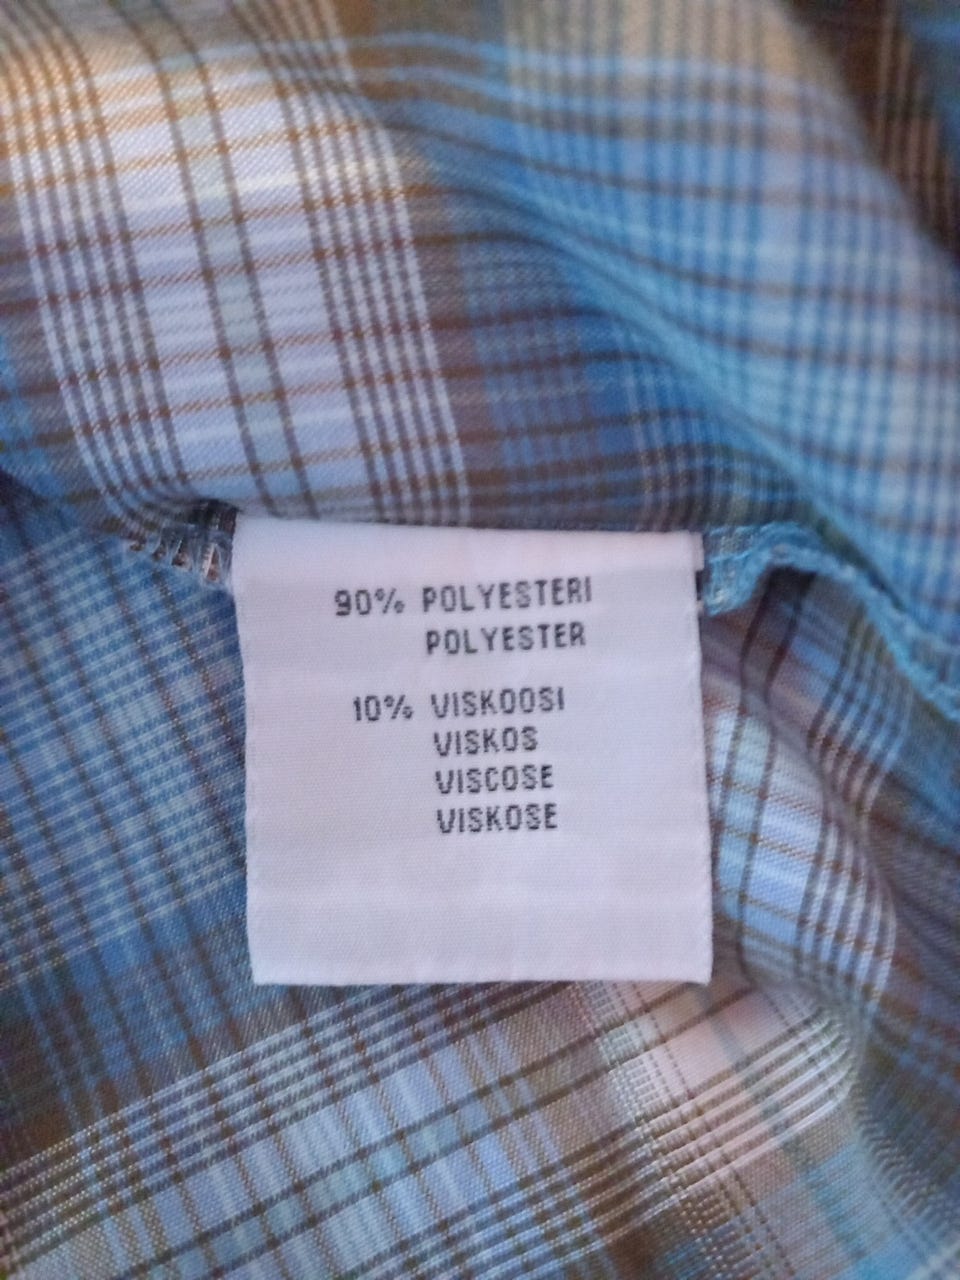 90% POLYESTERI
POLYESTER
10% VISKOOSI
VISKOS
VISCOSE
VISKOSE